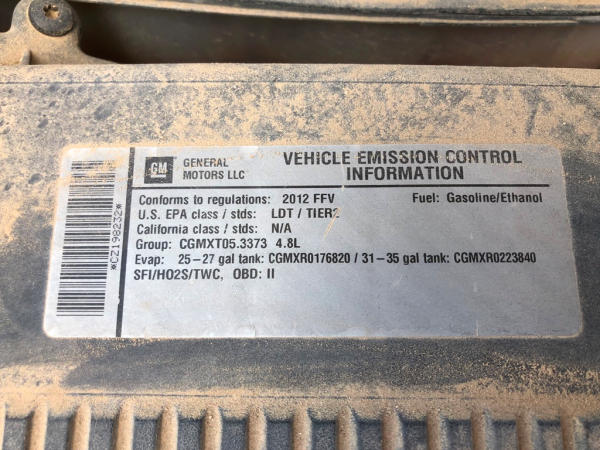 GM GENERAL MOTORS LLC
VEHICLE EMISSION CONTROL INFORMATION
Conforms to regulations: 2012 FFV Fuel: Gasoline/Ethanol
U.S. EPA class / stds: LDT / TIER2
California class / stds: N/A
Group: CGMXT05.3373 4.8L
Evap: 25-27 gal tank: CGMXR0176820 / 31-35 gal tank: CGMXR0223840
SFI/HO2S/TWC, OBD: II
*CZ198232*